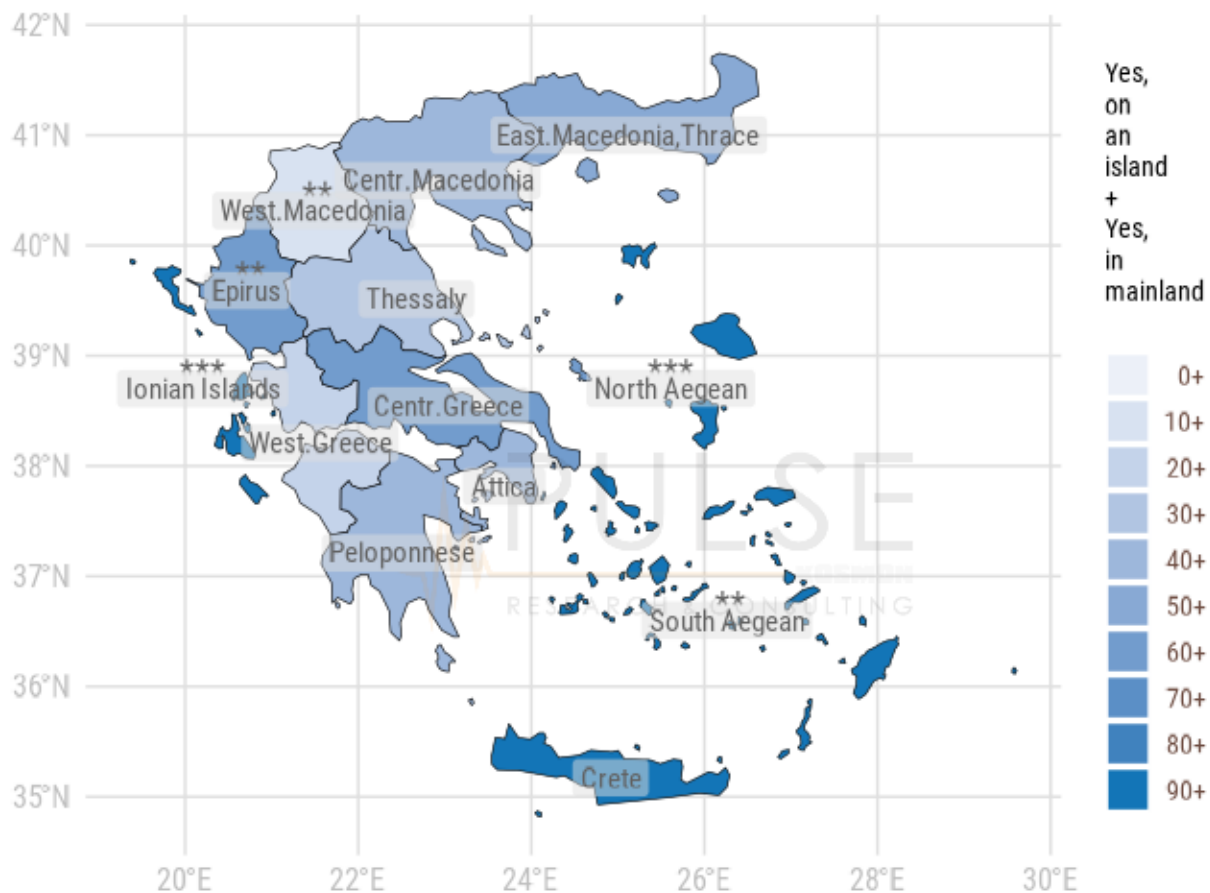 42°N
41°N
40°N
39°N
38°N
37°N
36°N
35°N
20°E 22°E 24°E 26°E 28°E 30°E
East.Macedonia,Thrace
Centr.Macedonia
**
West.Macedonia
**
Epirus
Thessaly
***
Ionian Islands
***
North Aegean
Centr.Greece
West.Greece
Attica
Peloponnese
**
South Aegean
Crete
PULSE
RESEARCH & CONSULTING
Yes,
on
an
island
+
Yes,
in
mainland
0+
10+
20+
30+
40+
50+
60+
70+
80+
90+